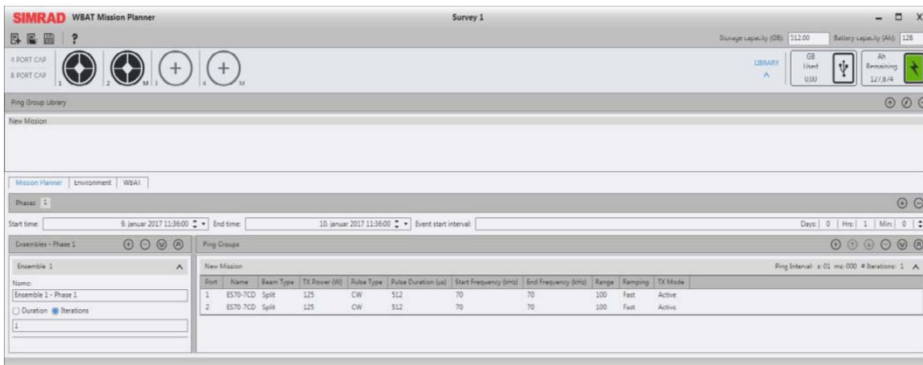 SIMRAD WBAT Mission Planner Survey 1
Storage capacity (GB): 512.00 Battery capacity (Ah): 128
4 PORT CAP
8 PORT CAP
1 2 M 3 4 M
LIBRARY
GB Used 0,00
Ah Remaining 127,874
Ping Group Library
New Mission
Mission Planner Environment WBAT
Phases 1
Start time: 9. januar 2017 11:36:00 End time: 10. januar 2017 11:36:00 Event start interval: Days: 0 Hrs: 1 Min: 0
Ensembles - Phase 1 Ping Groups
Ensemble 1 New Mission Ping Interval s: 01 ms: 000 # Iterations: 1
Name:
Ensemble 1 - Phase 1
Duration Iterations
1
Port Name Beam Type TX Power (W) Pulse Type Pulse Duration (µs) Start Frequency (kHz) End Frequency (kHz) Range Ramping TX Mode
1 ES70-7CD Split 125 CW 512 70 70 100 Fast Active
2 ES70-7CD Split 125 CW 512 70 70 100 Fast Active